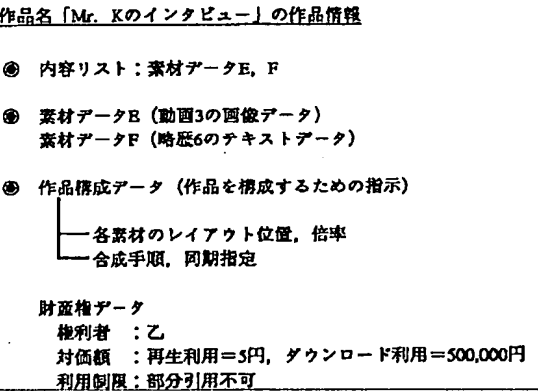 作品名「Mr. Kのインタビュー」の作品情報
◉ 内容リスト：素材データE，F
◉ 素材データE（動画3の画像データ）
素材データF（略歴6のテキストデータ）
◉ 作品構成データ（作品を構成するための指示）
各素材のレイアウト位置，倍率
合成手順，同期指定
財産権データ
権利者　：乙
対価額　：再生利用＝5円，ダウンロード利用＝500,000円
利用制限：部分引用不可